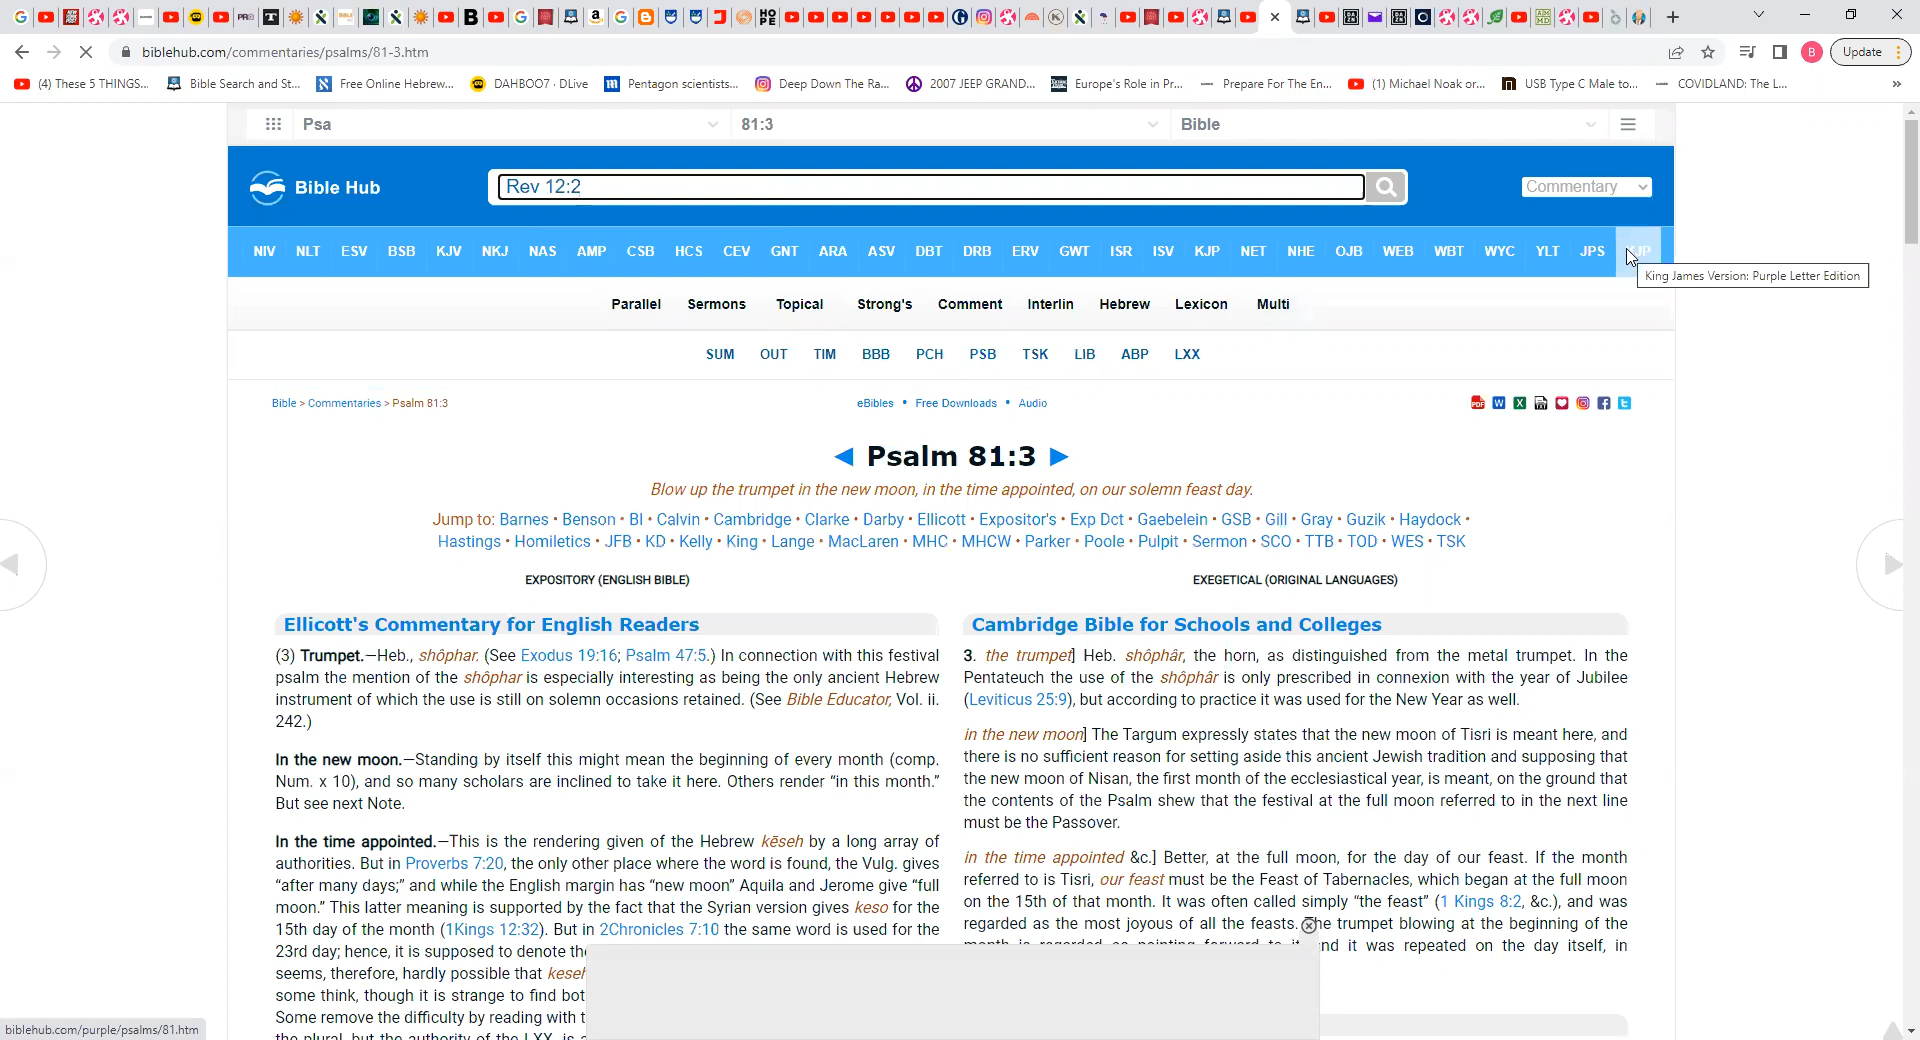 biblehub.com/commentaries/psalms/81-3.htm
B
Update
(4) These 5 THINGS...
Bible Search and St...
Free Online Hebrew...
DAHBOO7 · DLive
Pentagon scientists...
Deep Down The Ra...
2007 JEEP GRAND...
Europe's Role in Pr...
Prepare For The En...
(1) Michael Noak or...
USB Type C Male to...
COVIDLAND: The L...
»
Psa
81:3
Bible
Bible Hub
Rev 12:2
Commentary
NIV NLT ESV BSB KJV NKJ NAS AMP CSB HCS CEV GNT ARA ASV DBT DRB ERV GWT ISR ISV KJP NET NHE OJB WEB WBT WYC YLT JPS
King James Version: Purple Letter Edition
Parallel Sermons Topical Strong's Comment Interlin Hebrew Lexicon Multi
SUM OUT TIM BBB PCH PSB TSK LIB ABP LXX
Bible > Commentaries > Psalm 81:3
eBibles • Free Downloads • Audio
◄ Psalm 81:3 ►
Blow up the trumpet in the new moon, in the time appointed, on our solemn feast day.
Jump to: Barnes • Benson • BI • Calvin • Cambridge • Clarke • Darby • Ellicott • Expositor's • Exp Dct • Gaebelein • GSB • Gill • Gray • Guzik • Haydock •
Hastings • Homiletics • JFB • KD • Kelly • King • Lange • MacLaren • MHC • MHCW • Parker • Poole • Pulpit • Sermon • SCO • TTB • TOD • WES • TSK
EXPOSITORY (ENGLISH BIBLE)
Ellicott's Commentary for English Readers
(3) Trumpet.—Heb., shôphar. (See Exodus 19:16; Psalm 47:5.) In connection with this festival
psalm the mention of the shôphar is especially interesting as being the only ancient Hebrew
instrument of which the use is still on solemn occasions retained. (See Bible Educator, Vol. ii.
242.)
In the new moon.—Standing by itself this might mean the beginning of every month (comp.
Num. x 10), and so many scholars are inclined to take it here. Others render “in this month.”
But see next Note.
In the time appointed.—This is the rendering given of the Hebrew kēseh by a long array of
authorities. But in Proverbs 7:20, the only other place where the word is found, the Vulg. gives
“after many days;” and while the English margin has “new moon” Aquila and Jerome give “full
moon.” This latter meaning is supported by the fact that the Syrian version gives keso for the
15th day of the month (1Kings 12:32). But in 2Chronicles 7:10 the same word is used for the
23rd day; hence, it is supposed to denote the
seems, therefore, hardly possible that keseh
some think, though it is strange to find bot
Some remove the difficulty by reading with t
the plural, but the authority of the LXX. is
EXEGETICAL (ORIGINAL LANGUAGES)
Cambridge Bible for Schools and Colleges
3. the trumpet] Heb. shôphâr, the horn, as distinguished from the metal trumpet. In the
Pentateuch the use of the shôphâr is only prescribed in connexion with the year of Jubilee
(Leviticus 25:9), but according to practice it was used for the New Year as well.
in the new moon] The Targum expressly states that the new moon of Tisri is meant here, and
there is no sufficient reason for setting aside this ancient Jewish tradition and supposing that
the new moon of Nisan, the first month of the ecclesiastical year, is meant, on the ground that
the contents of the Psalm shew that the festival at the full moon referred to in the next line
must be the Passover.
in the time appointed &c.] Better, at the full moon, for the day of our feast. If the month
referred to is Tisri, our feast must be the Feast of Tabernacles, which began at the full moon
on the 15th of that month. It was often called simply “the feast” (1 Kings 8:2, &c.), and was
regarded as the most joyous of all the feasts. The trumpet blowing at the beginning of the
month is regarded as pointing forward to it, and it was repeated on the day itself, in
biblehub.com/purple/psalms/81.htm